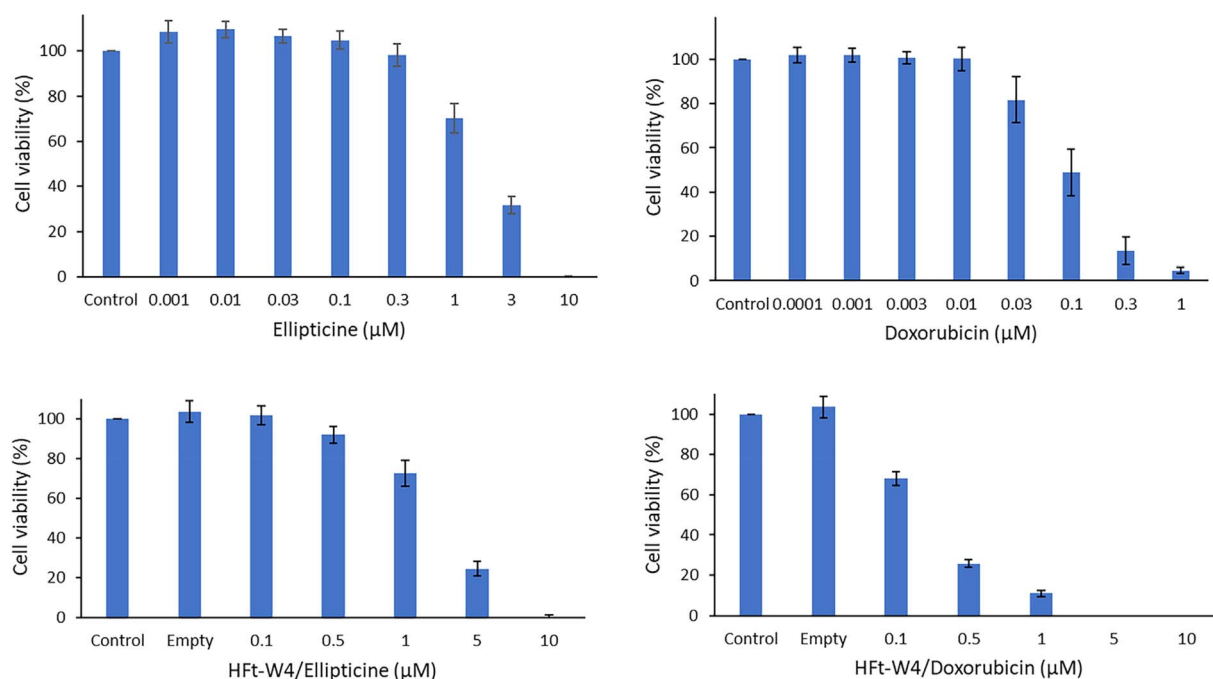 Cell viability (%)
100
80
60
40
20
0
Control 0.001 0.01 0.03 0.1 0.3 1 3 10
Ellipticine (µM)
Cell viability (%)
100
80
60
40
20
0
Control 0.0001 0.001 0.003 0.01 0.03 0.1 0.3 1
Doxorubicin (µM)
Cell viability (%)
100
80
60
40
20
0
Control Empty 0.1 0.5 1 5 10
HFt-W4/Ellipticine (µM)
Cell viability (%)
100
80
60
40
20
0
Control Empty 0.1 0.5 1 5 10
HFt-W4/Doxorubicin (µM)